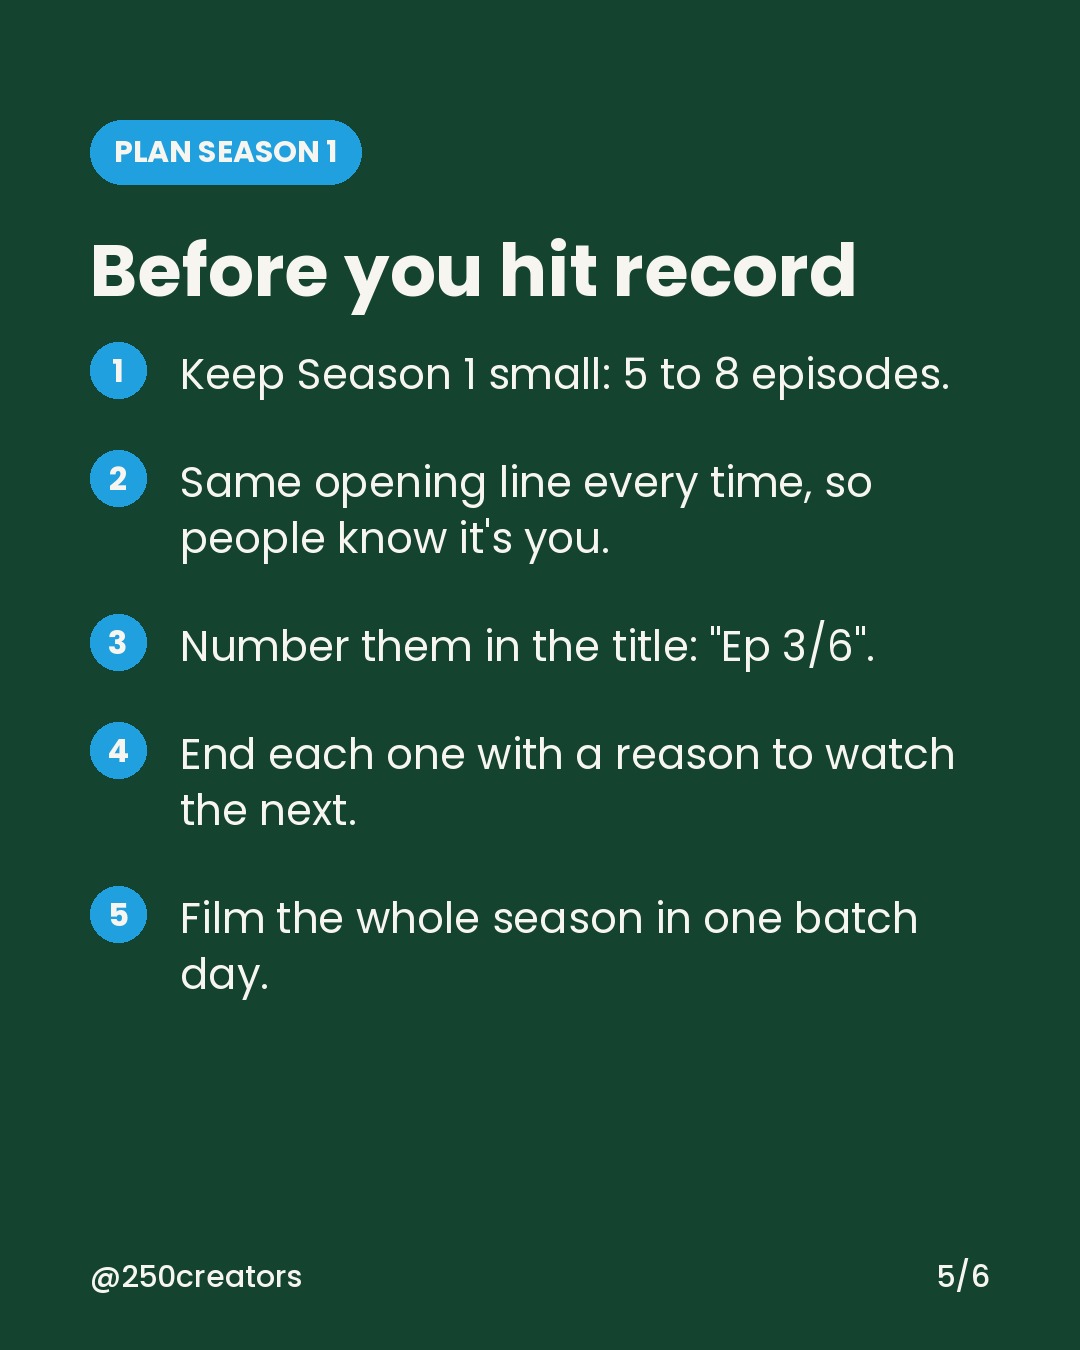 PLAN SEASON 1
Before you hit record
1 Keep Season 1 small: 5 to 8 episodes.
2 Same opening line every time, so
people know it's you.
3 Number them in the title: "Ep 3/6".
4 End each one with a reason to watch
the next.
5 Film the whole season in one batch
day.
@250creators 5/6